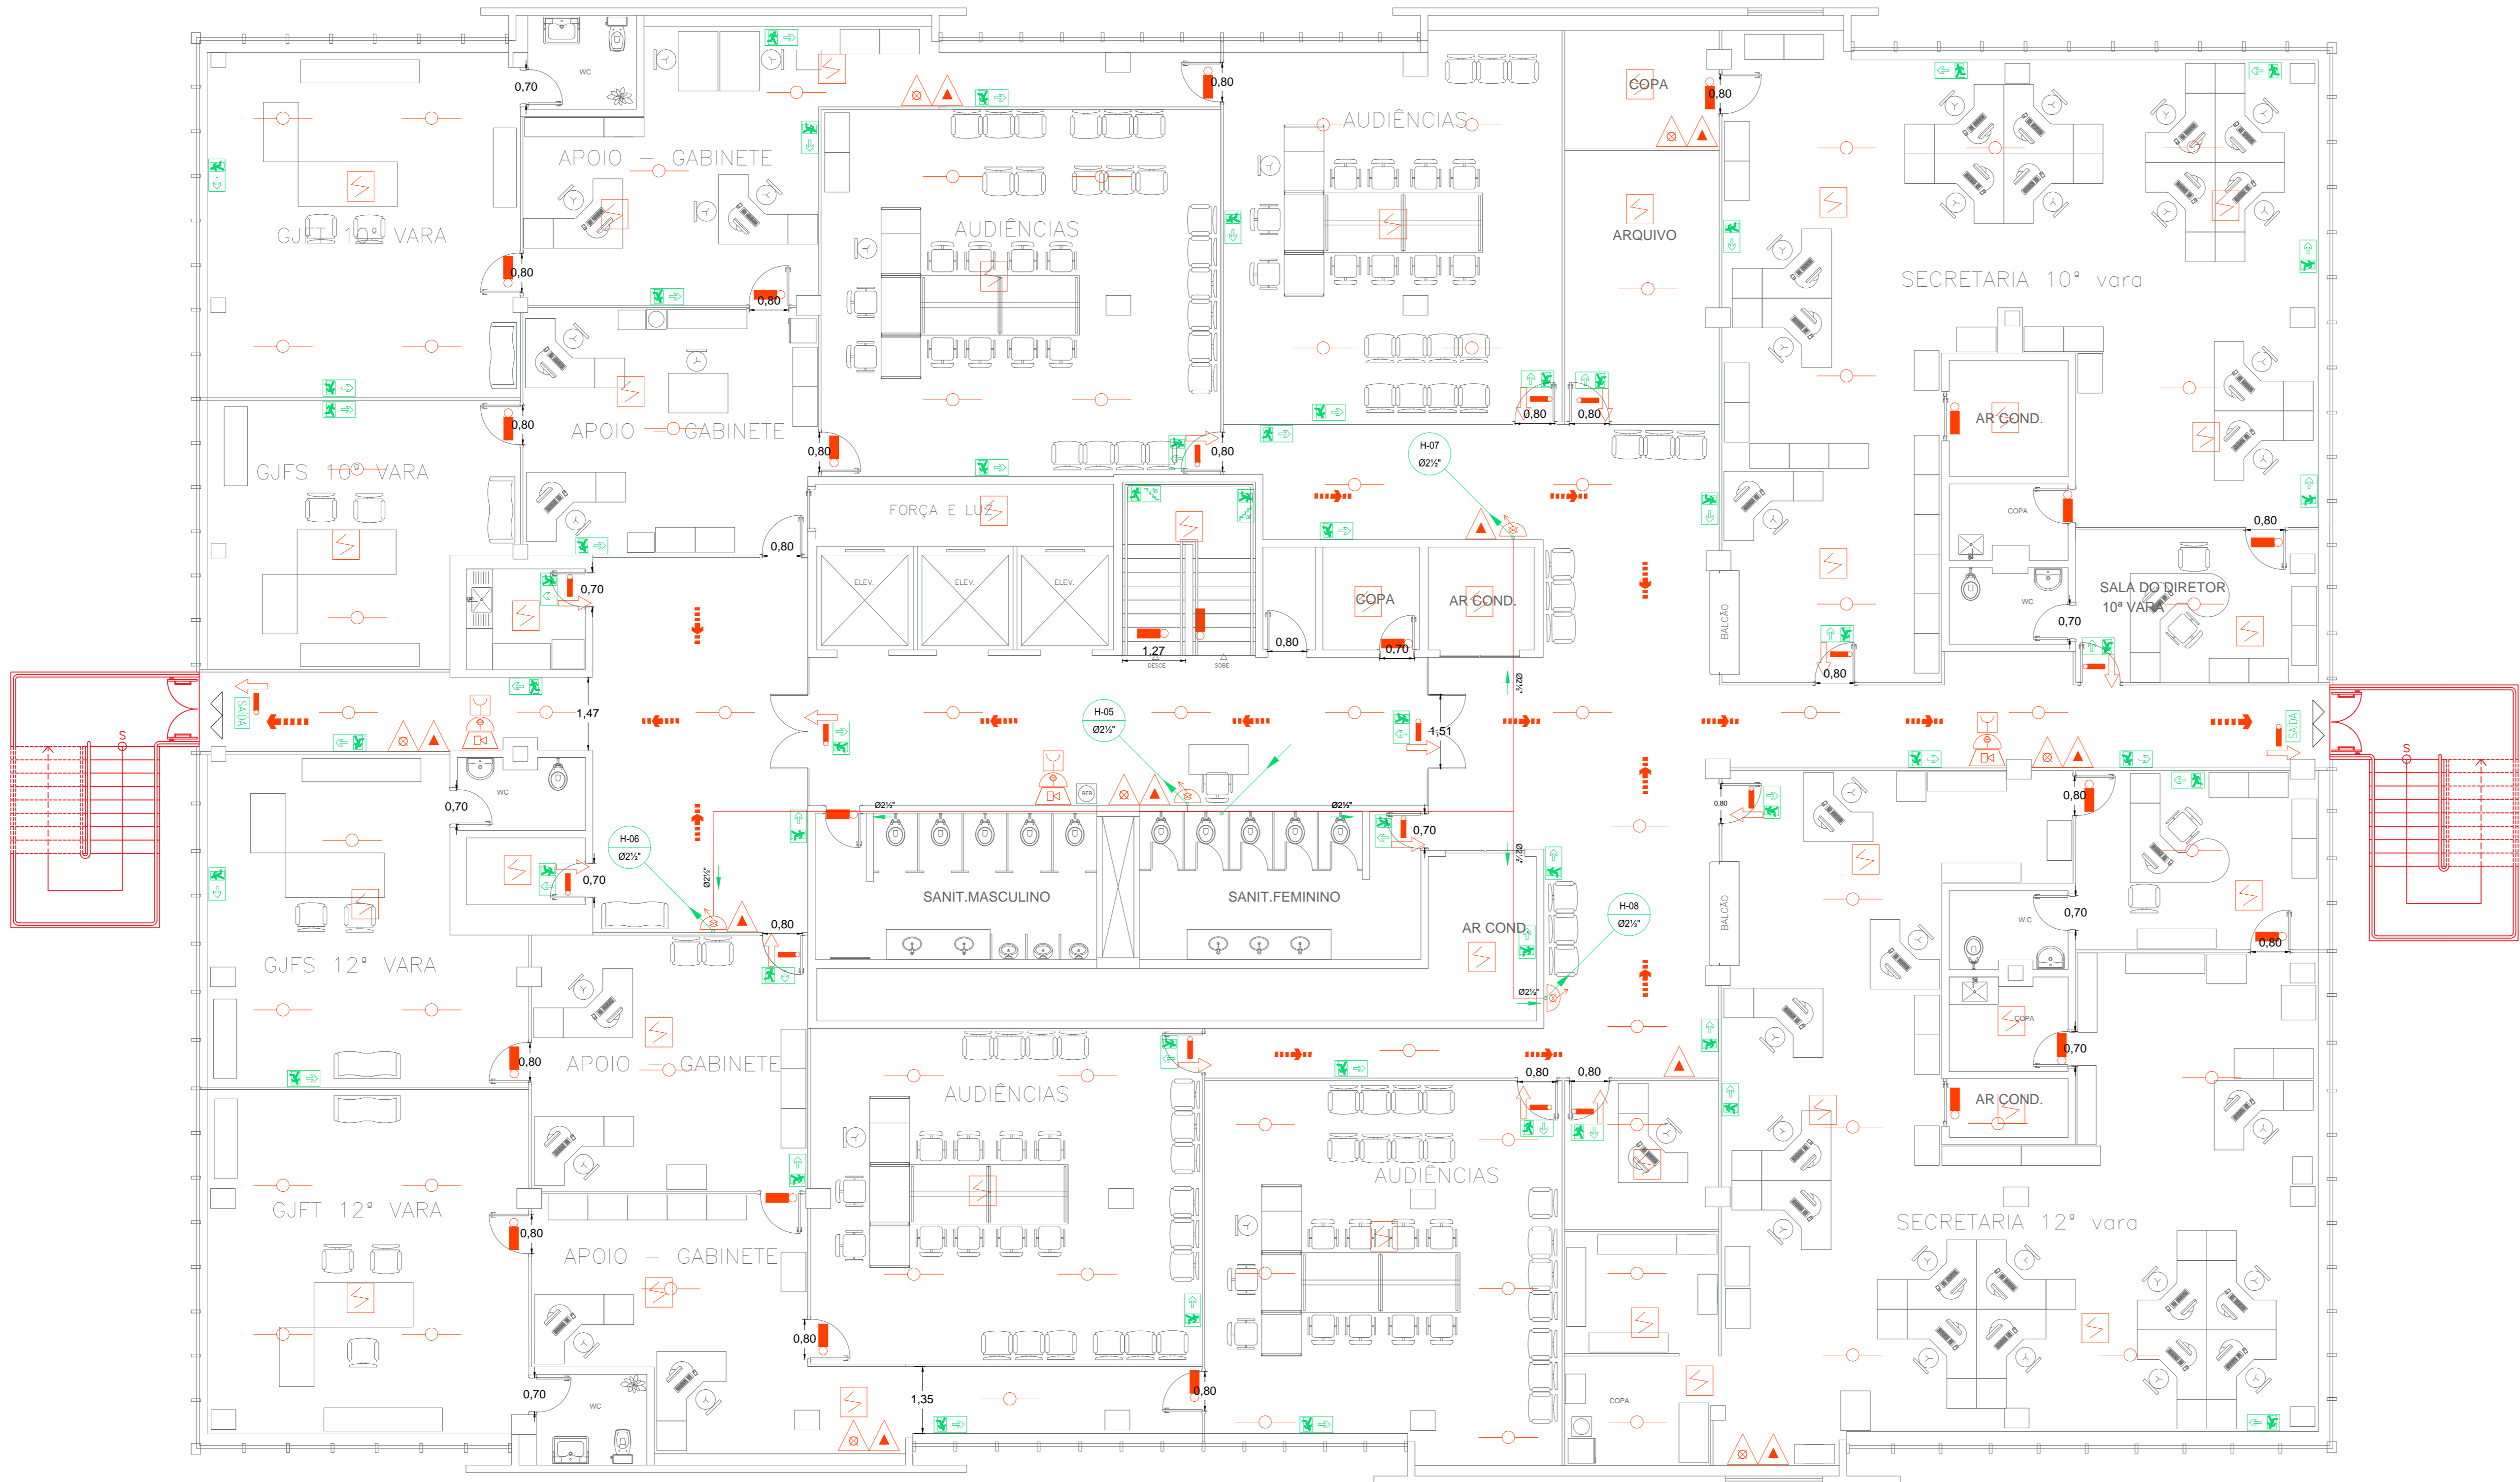 WC
0,70
0,80
COPA
0,80
AUDIÊNCIAS
APOIO - GABINETE
GJFT 10ª VARA
AUDIÊNCIAS
ARQUIVO
0,80
0,80
SECRETARIA 10ª vara
0,80
0,80
0,80
AR COND.
APOIO - GABINETE
0,80
0,80
H-07
Ø2½"
GJFS 10ª VARA
FORÇA E LUZ
COPA
0,80
0,80
ELEV.
ELEV.
ELEV.
0,70
COPA
AR COND.
BALCÃO
WC
SALA DO DIRETOR
10ª VARA
0,70
0,80
0,70
1,27
DESCE
SOBE
0,80
Ø2½"
SAÍDA
1,47
H-05
Ø2½"
1,51
SAÍDA
S
S
WC
0,70
BEB
Ø2½"
Ø2½"
0,70
0,80
0,80
H-06
Ø2½"
Ø2½"
0,70
Ø2½"
SANIT.MASCULINO
SANIT.FEMININO
AR COND.
H-08
Ø2½"
BALCÃO
W.C
0,70
0,80
0,80
GJFS 12ª VARA
Ø2½"
COPA
0,80
APOIO - GABINETE
0,80
0,80
0,70
AUDIÊNCIAS
AR COND.
AUDIÊNCIAS
GJFT 12ª VARA
0,80
APOIO - GABINETE
SECRETARIA 12ª vara
0,80
0,70
WC
1,35
0,80
COPA